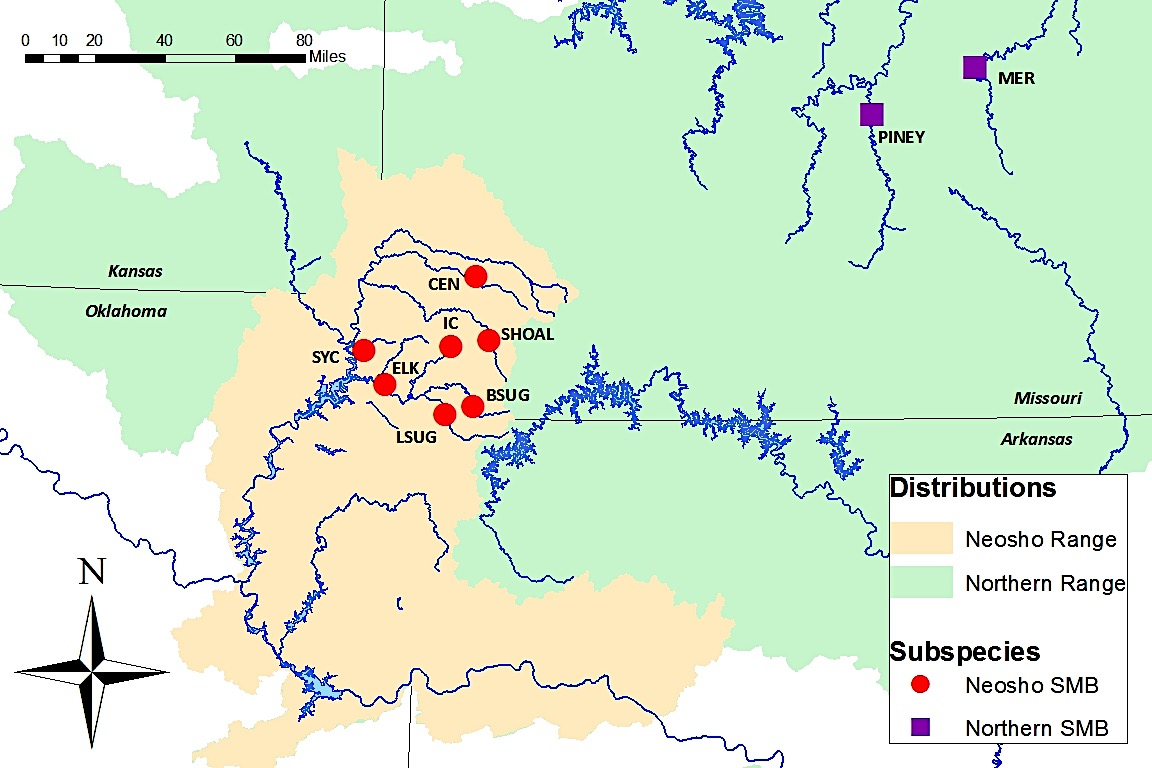 0 10 20 40 60 80
Miles
MER
PINEY
Kansas
Oklahoma
CEN
IC
SHOAL
SYC
ELK
BSUG
LSUG
Missouri
Arkansas
N
Distributions
Neosho Range
Northern Range
Subspecies
Neosho SMB
Northern SMB